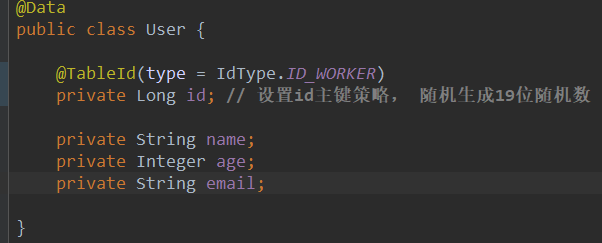 @Data
public class User {
@TableId(type = IdType.ID_WORKER)
private Long id; // 设置id主键策略， 随机生成19位随机数
private String name;
private Integer age;
private String email;
}